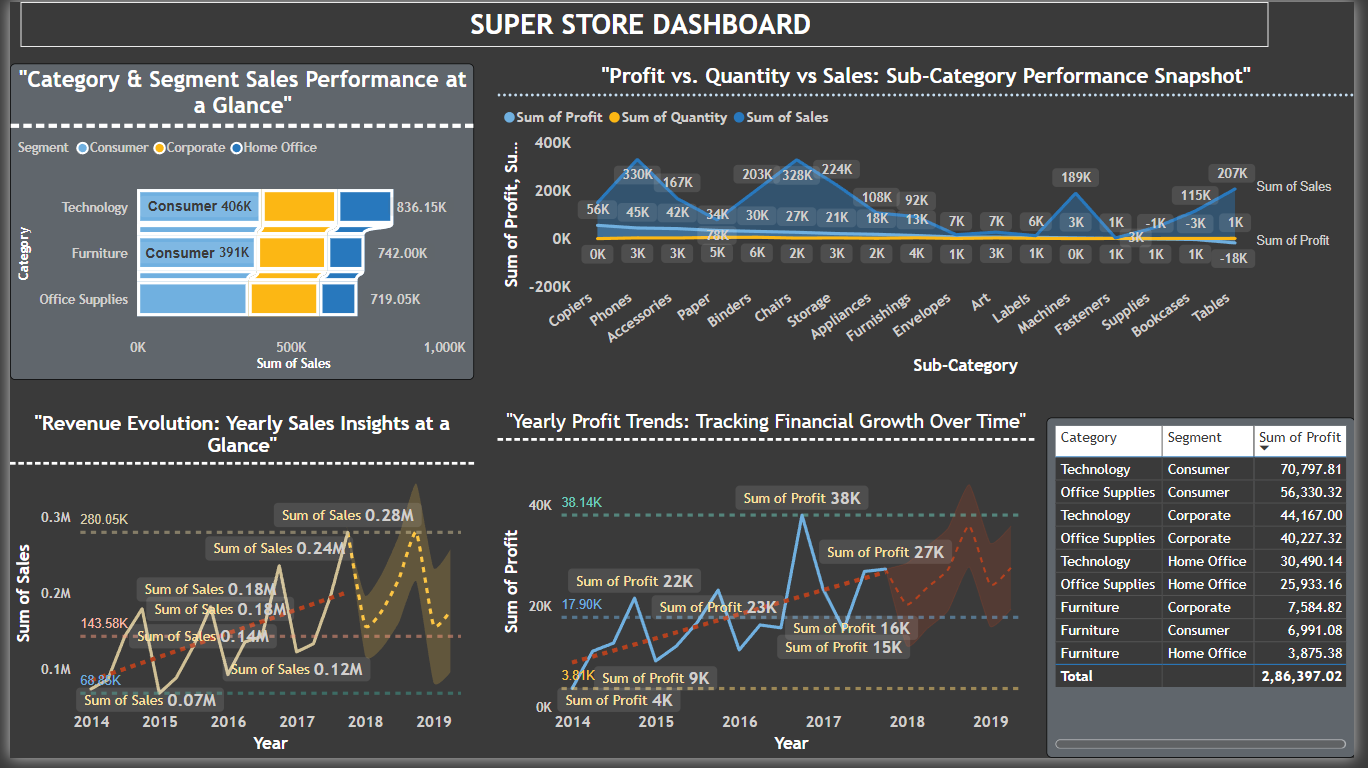 SUPER STORE DASHBOARD
"Category & Segment Sales Performance at
a Glance"
Segment Consumer Corporate Home Office
Category
Technology Consumer 406K 836.15K
Furniture Consumer 391K 742.00K
Office Supplies 719.05K
0K 500K 1,000K
Sum of Sales
"Profit vs. Quantity vs Sales: Sub-Category Performance Snapshot"
Sum of Profit Sum of Quantity Sum of Sales
Sum of Profit, Su...
400K
200K
0K
-200K
330K 167K 34K 203K 328K 224K 108K 92K 189K 115K 207K
56K 45K 42K 30K 27K 21K 18K 13K 7K 7K 6K 3K 1K -1K -3K 1K
78K 3K
0K 3K 3K 5K 6K 2K 3K 2K 4K 1K 3K 1K 0K 1K 1K 1K -18K
Sum of Sales
Sum of Profit
Copiers Phones Accessories Paper Binders Chairs Storage Appliances Furnishings Envelopes Art Labels Machines Fasteners Supplies Bookcases Tables
Sub-Category
"Revenue Evolution: Yearly Sales Insights at a
Glance"
Sum of Sales
0.3M
0.2M
0.1M
280.05K
143.58K
Sum of Sales 0.28M
Sum of Sales 0.24M
Sum of Sales 0.18M
Sum of Sales 0.18M
Sum of Sales 0.14M
Sum of Sales 0.12M
Sum of Sales 0.07M
2014 2015 2016 2017 2018 2019
Year
"Yearly Profit Trends: Tracking Financial Growth Over Time"
Sum of Profit
40K
20K
0K
38.14K
17.90K
3.81K
Sum of Profit 38K
Sum of Profit 27K
Sum of Profit 22K
Sum of Profit 23K
Sum of Profit 16K
Sum of Profit 15K
Sum of Profit 9K
Sum of Profit 4K
2014 2015 2016 2017 2018 2019
Year
Category Segment Sum of Profit
Technology Consumer 70,797.81
Office Supplies Consumer 56,330.32
Technology Corporate 44,167.00
Office Supplies Corporate 40,227.32
Technology Home Office 30,490.14
Office Supplies Home Office 25,933.16
Furniture Corporate 7,584.82
Furniture Consumer 6,991.08
Furniture Home Office 3,875.38
Total 2,86,397.02